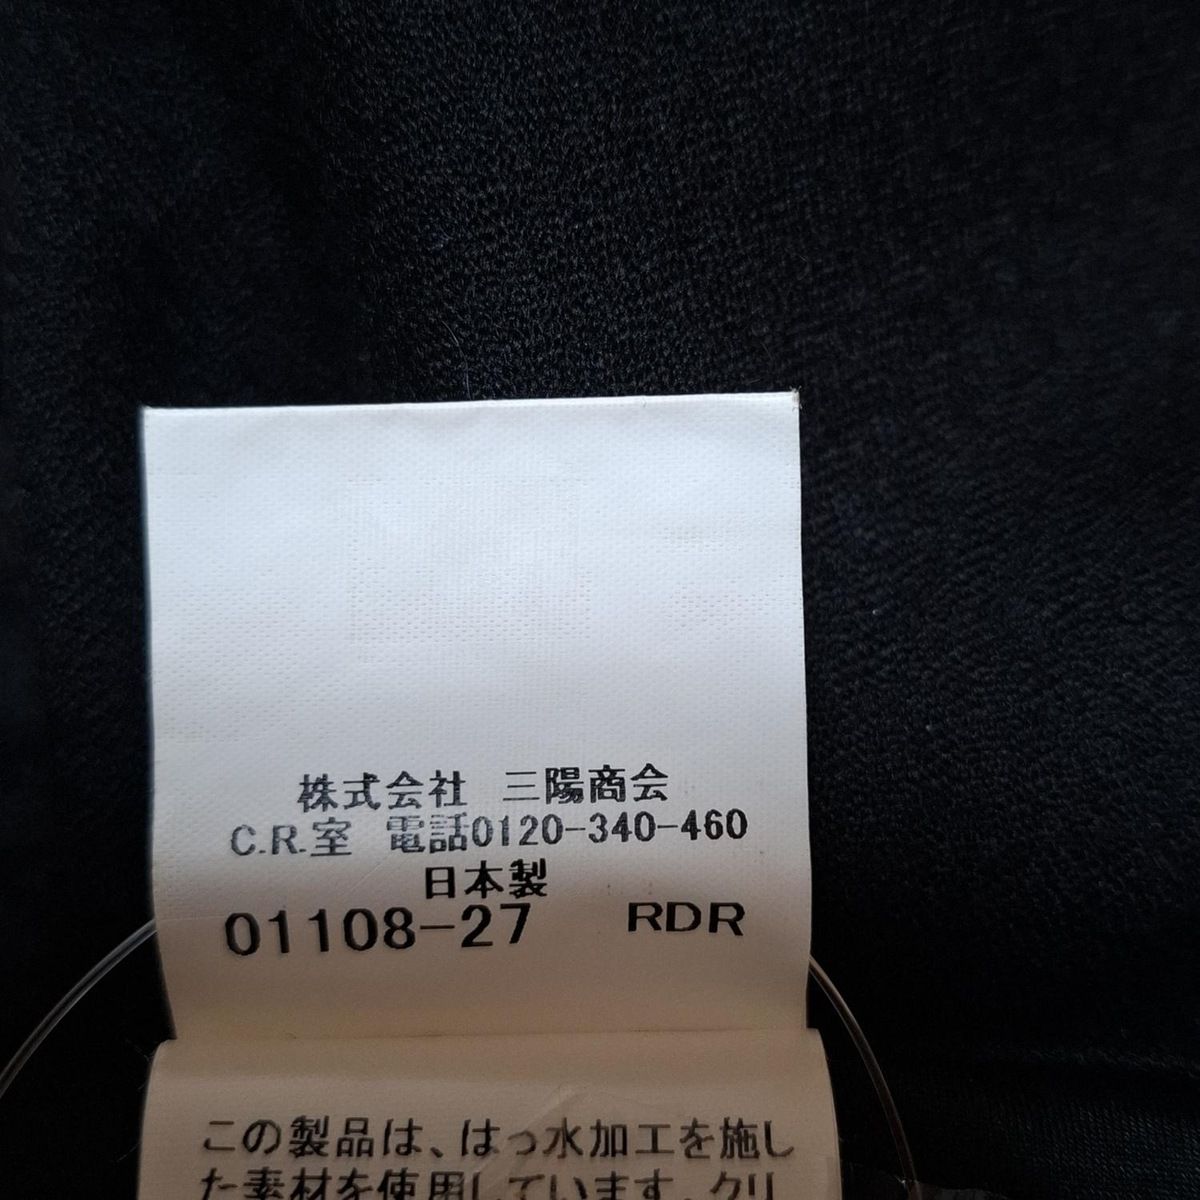 株式会社　三陽商会
C.R.室　電話0120-340-460
日本製
01108-27　RDR
この製品は、はっ水加工を施し
た素材を使用しています。クリ